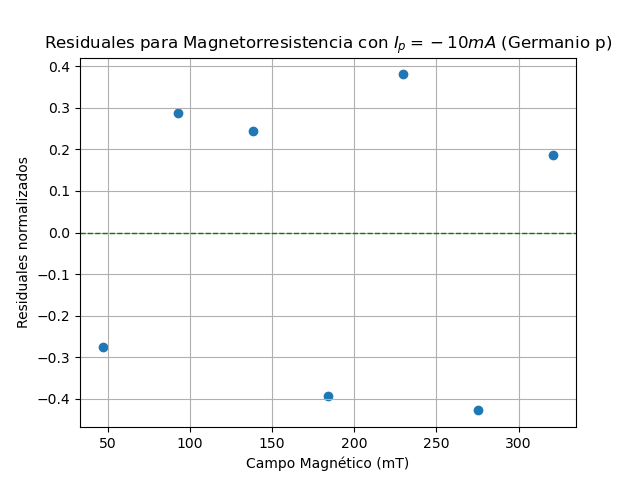 Residuales para Magnetorresistencia con $I_p = -10mA$ (Germanio p)
0.4
0.3
0.2
0.1
0.0
−0.1
−0.2
−0.3
−0.4
Residuales normalizados
50 100 150 200 250 300
Campo Magnético (mT)